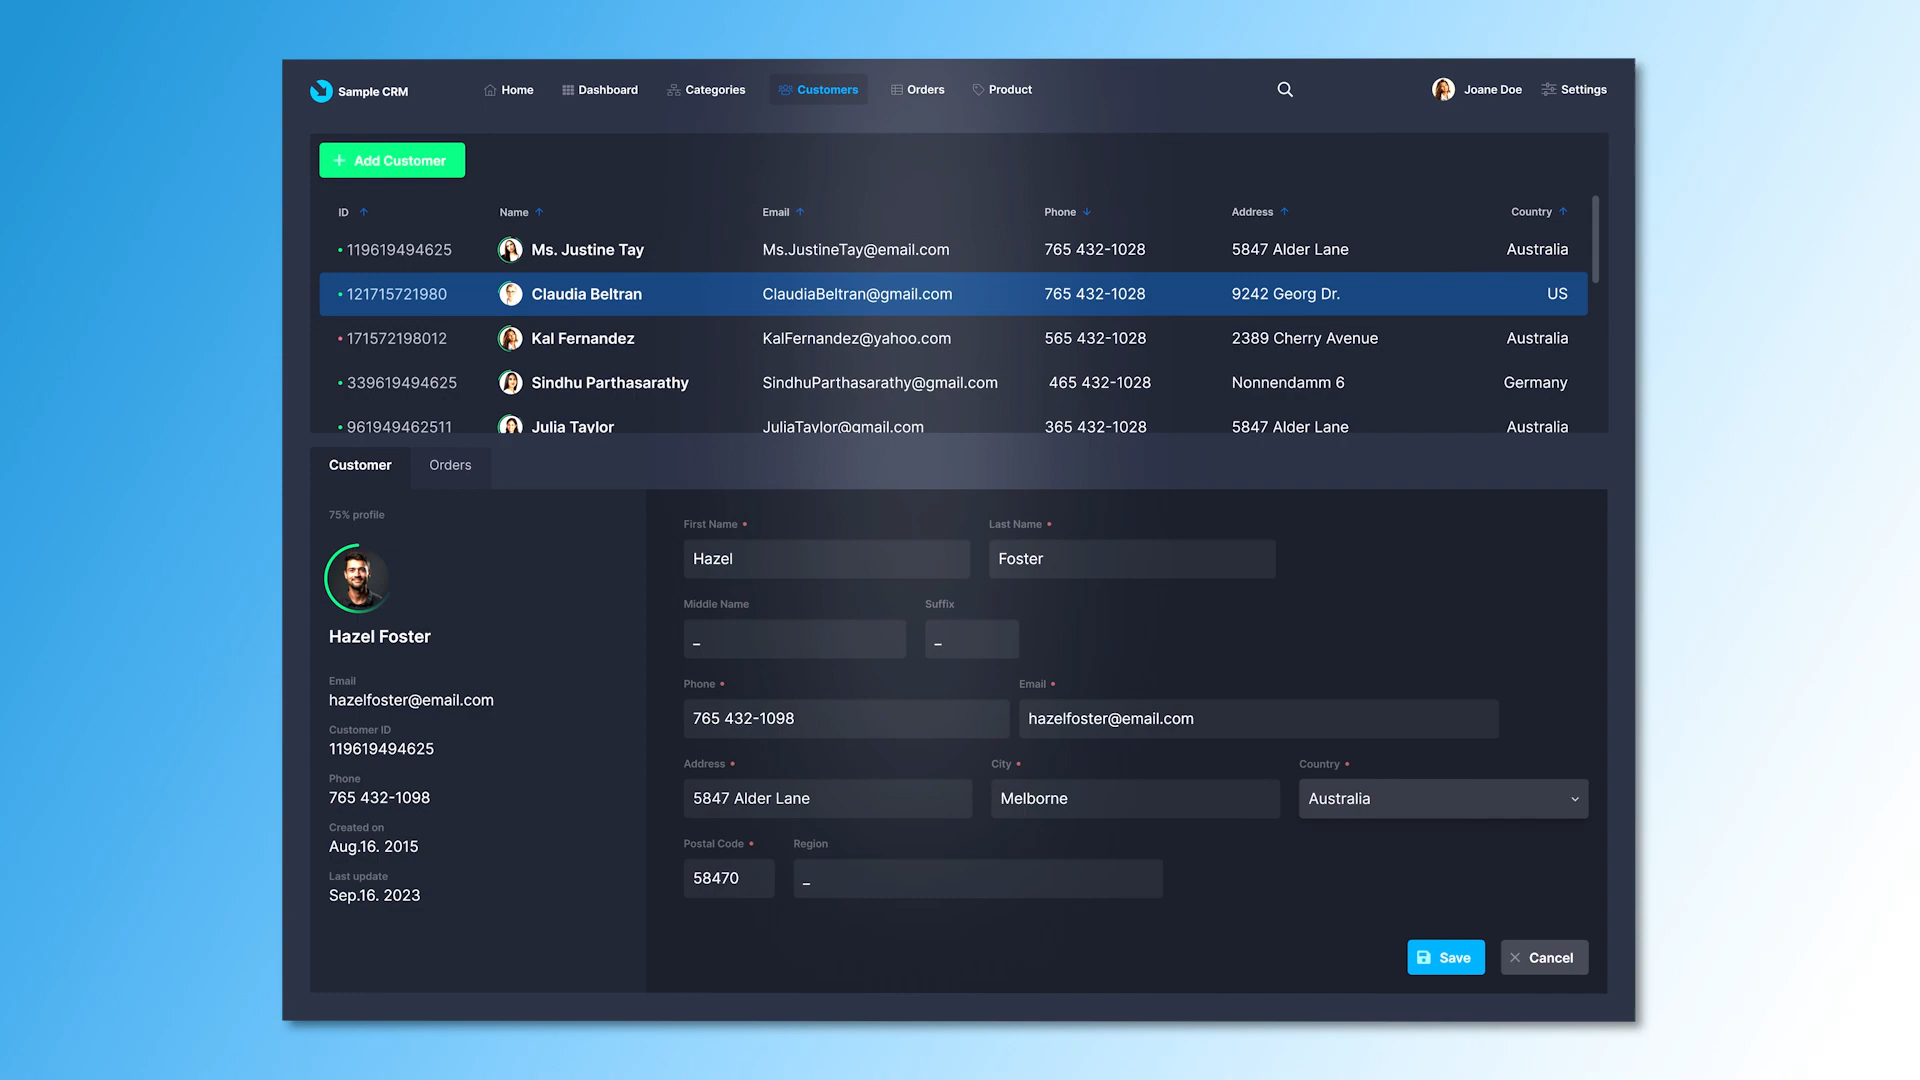 Sample CRM
Home
Dashboard
Categories
Customers
Orders
Product
Joane Doe
Settings
+ Add Customer
ID Name Email Phone Address Country
119619494625 Ms. Justine Tay Ms.JustineTay@email.com 765 432-1028 5847 Alder Lane Australia
121715721980 Claudia Beltran ClaudiaBeltran@gmail.com 765 432-1028 9242 Georg Dr. US
171572198012 Kal Fernandez KalFernandez@yahoo.com 565 432-1028 2389 Cherry Avenue Australia
339619494625 Sindhu Parthasarathy SindhuParthasarathy@gmail.com 465 432-1028 Nonnendamm 6 Germany
961949462511 Julia Taylor JuliaTaylor@gmail.com 365 432-1028 5847 Alder Lane Australia
Customer
Orders
75% profile
Hazel Foster
Email
hazelfoster@email.com
Customer ID
119619494625
Phone
765 432-1098
Created on
Aug.16. 2015
Last update
Sep.16. 2023
First Name • Last Name •
Hazel Foster
Middle Name Suffix
_ _
Phone • Email •
765 432-1098 hazelfoster@email.com
Address • City • Country •
5847 Alder Lane Melborne Australia
Postal Code • Region
58470 _
Save
Cancel